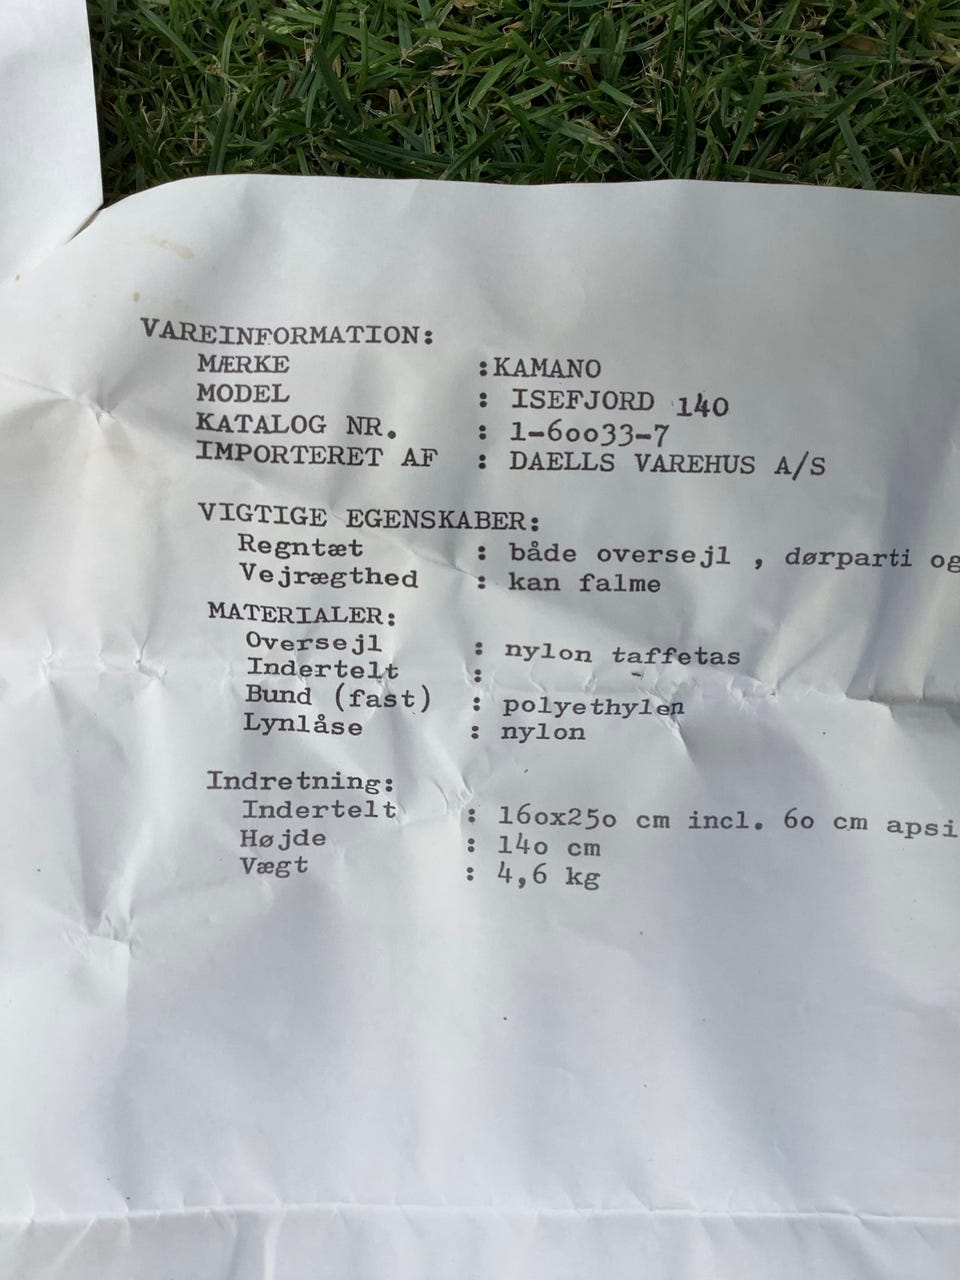 VAREINFORMATION:
MÆRKE :KAMANO
MODEL : ISEFJORD 140
KATALOG NR. : 1-60033-7
IMPORTERET AF : DAELLS VAREHUS A/S
VIGTIGE EGENSKABER:
Regntæt : både oversejl , dørparti og
Vejrægthed : kan falme
MATERIALER:
Oversejl : nylon taffetas
Indertelt :
Bund (fast) : polyethylen
Lynlåse : nylon
Indretning:
Indertelt : 160x250 cm incl. 60 cm apsi
Højde : 140 cm
Vægt : 4,6 kg